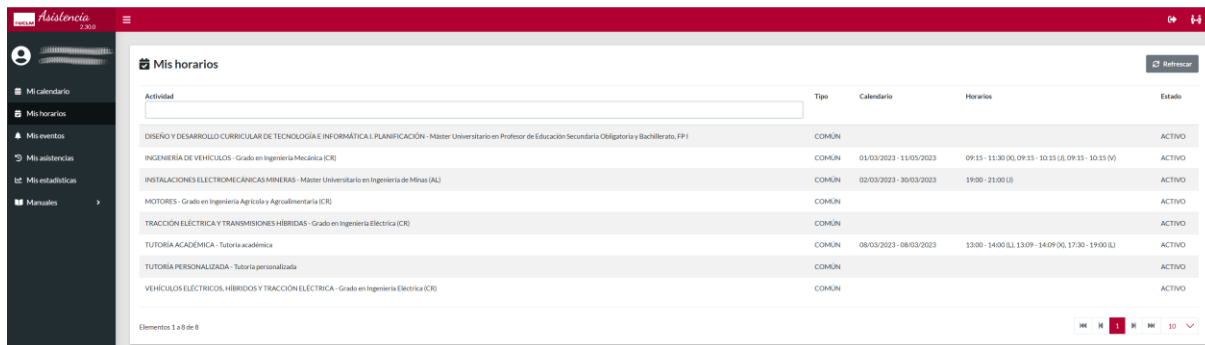 UCLM Asistencia
2.30.0
Mis horarios
Refrescar
Mi calendario
Mis horarios
Mis eventos
Mis asistencias
Mis estadísticas
Manuales
Actividad Tipo Calendario Horarios Estado
DISEÑO Y DESARROLLO CURRICULAR DE TECNOLOGÍA E INFORMÁTICA I. PLANIFICACIÓN - Máster Universitario en Profesor de Educación Secundaria Obligatoria y Bachillerato, FP I COMÚN ACTIVO
INGENIERÍA DE VEHÍCULOS - Grado en Ingeniería Mecánica (CR) COMÚN 01/03/2023 - 11/05/2023 09:15 - 11:30 (X), 09:15 - 10:15 (J), 09:15 - 10:15 (V) ACTIVO
INSTALACIONES ELECTROMECÁNICAS MINERAS - Máster Universitario en Ingeniería de Minas (AL) COMÚN 02/03/2023 - 30/03/2023 19:00 - 21:00 (J) ACTIVO
MOTORES - Grado en Ingeniería Agrícola y Agroalimentaria (CR) COMÚN ACTIVO
TRACCIÓN ELÉCTRICA Y TRANSMISIONES HÍBRIDAS - Grado en Ingeniería Eléctrica (CR) COMÚN ACTIVO
TUTORÍA ACADÉMICA - Tutoría académica COMÚN 08/03/2023 - 08/03/2023 13:00 - 14:00 (L), 13:09 - 14:09 (X), 17:30 - 19:00 (L) ACTIVO
TUTORÍA PERSONALIZADA - Tutoría personalizada COMÚN ACTIVO
VEHÍCULOS ELÉCTRICOS, HÍBRIDOS Y TRACCIÓN ELÉCTRICA - Grado en Ingeniería Eléctrica (CR) COMÚN ACTIVO
Elementos 1 a 8 de 8
1 10